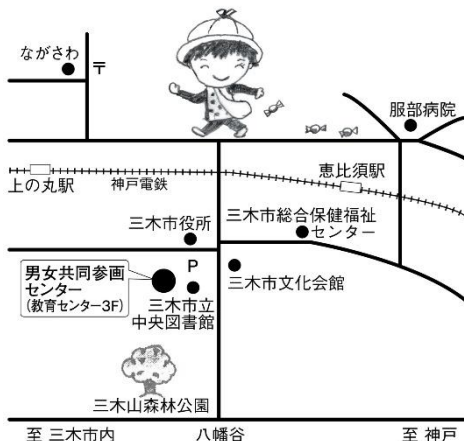 ながさわ
〒
服部病院
恵比須駅
上の丸駅
神戸電鉄
三木市役所
三木市総合保健福祉
センター
男女共同参画
センター
(教育センター3F)
P
三木市立
中央図書館
三木市文化会館
三木山森林公園
至 三木市内
八幡谷
至 神戸